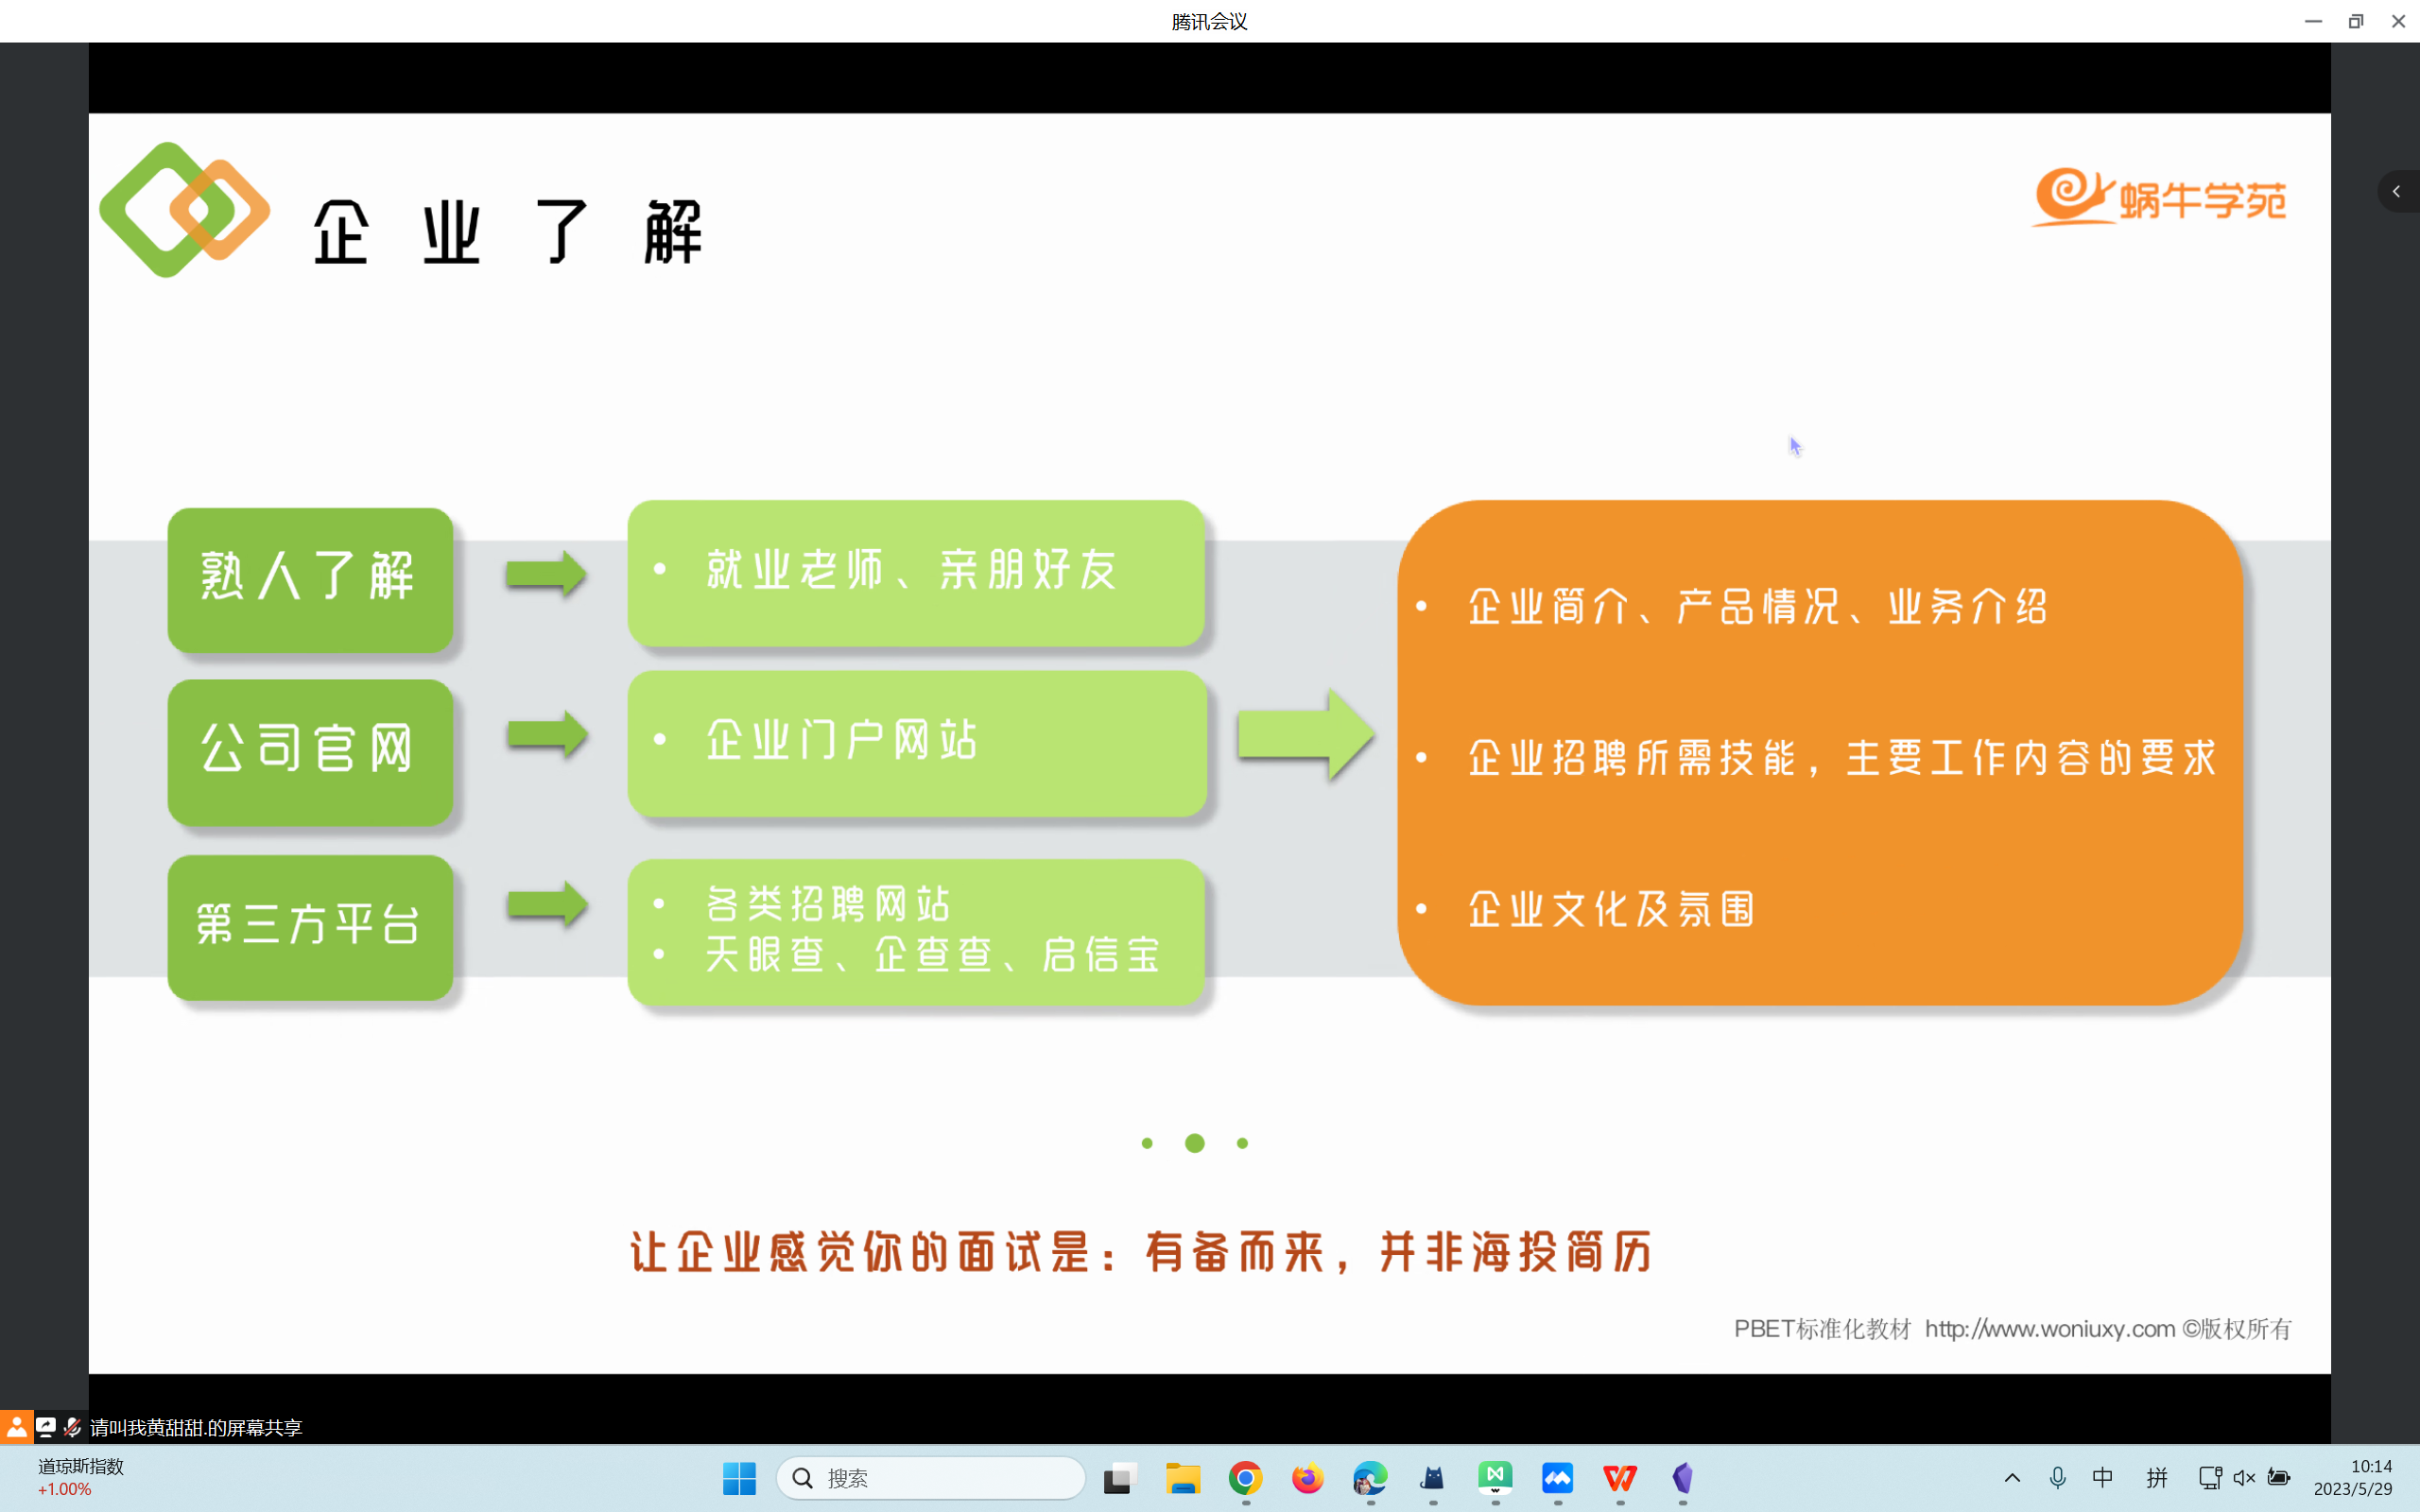 腾讯会议
企业了解
蜗牛学苑
熟人了解
• 就业老师、亲朋好友
公司官网
• 企业门户网站
第三方平台
• 各类招聘网站
• 天眼查、企查查、启信宝
• 企业简介、产品情况、业务介绍
• 企业招聘所需技能，主要工作内容的要求
• 企业文化及氛围
让企业感觉你的面试是：有备而来，并非海投简历
PBET标准化教材 http://www.woniuxy.com ©版权所有
请叫我黄甜甜.的屏幕共享
道琼斯指数
+1.00%
搜索
中
拼
10:14
2023/5/29